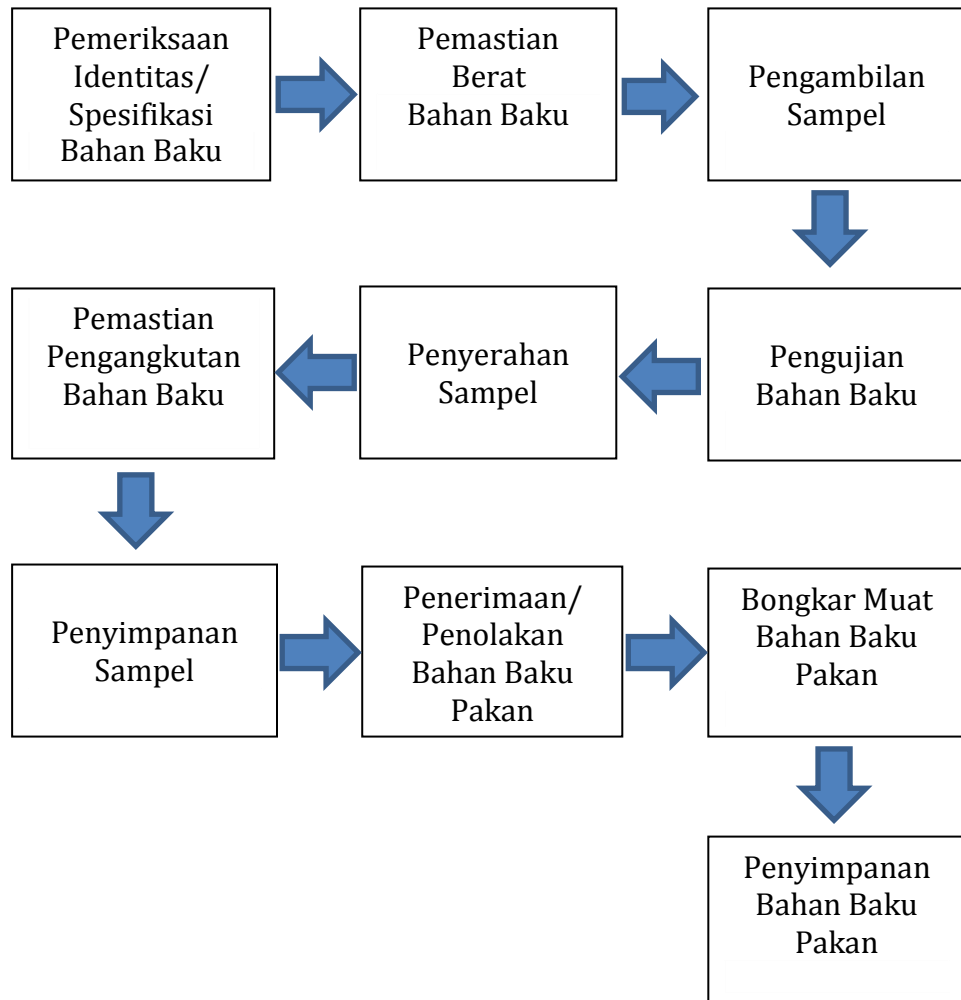 Pemeriksaan
Identitas/
Spesifikasi
Bahan Baku
Pemastian
Berat
Bahan Baku
Pengambilan
Sampel
Pengujian
Bahan Baku
Penyerahan
Sampel
Pemastian
Pengangkutan
Bahan Baku
Penyimpanan
Sampel
Penerimaan/
Penolakan
Bahan Baku
Pakan
Bongkar Muat
Bahan Baku
Pakan
Penyimpanan
Bahan Baku
Pakan